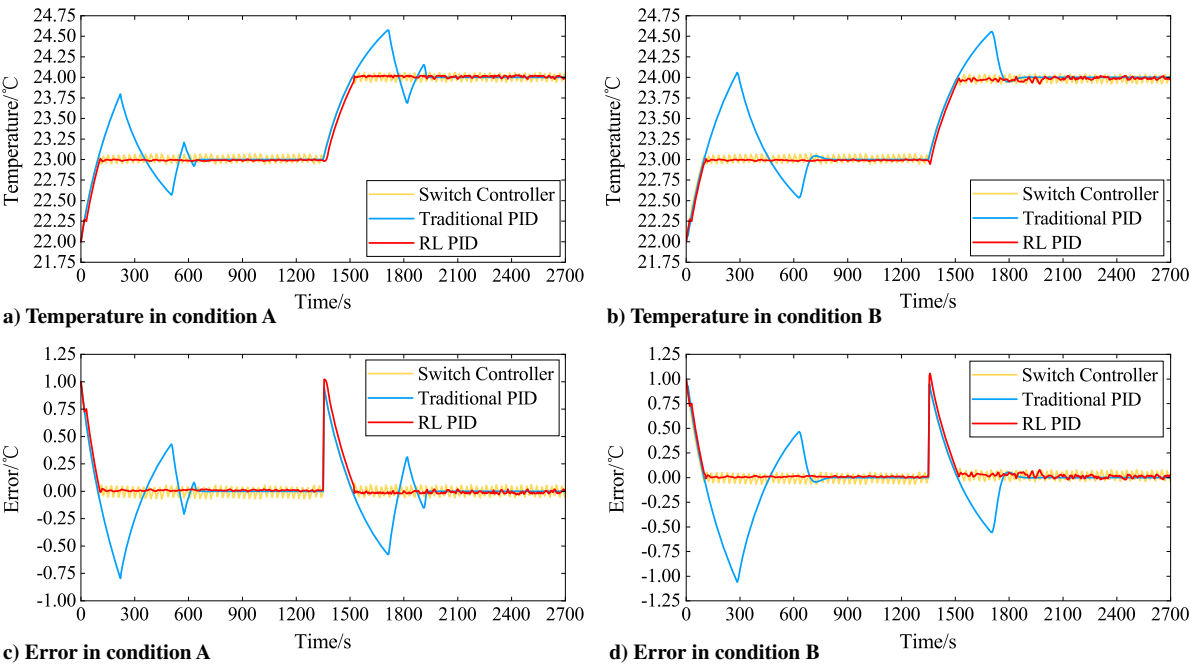 24.75
24.50
24.25
24.00
23.75
23.50
23.25
23.00
22.75
22.50
22.25
22.00
21.75
Temperature/℃
Switch Controller
Traditional PID
RL PID
0 300 600 900 1200 1500 1800 2100 2400 2700
Time/s
a) Temperature in condition A
24.75
24.50
24.25
24.00
23.75
23.50
23.25
23.00
22.75
22.50
22.25
22.00
21.75
Temperature/℃
Switch Controller
Traditional PID
RL PID
0 300 600 900 1200 1500 1800 2100 2400 2700
Time/s
b) Temperature in condition B
1.25
1.00
0.75
0.50
0.25
0.00
-0.25
-0.50
-0.75
-1.00
Error/℃
Switch Controller
Traditional PID
RL PID
0 300 600 900 1200 1500 1800 2100 2400 2700
Time/s
c) Error in condition A
1.25
1.00
0.75
0.50
0.25
0.00
-0.25
-0.50
-0.75
-1.00
-1.25
Error/℃
Switch Controller
Traditional PID
RL PID
0 300 600 900 1200 1500 1800 2100 2400 2700
Time/s
d) Error in condition B